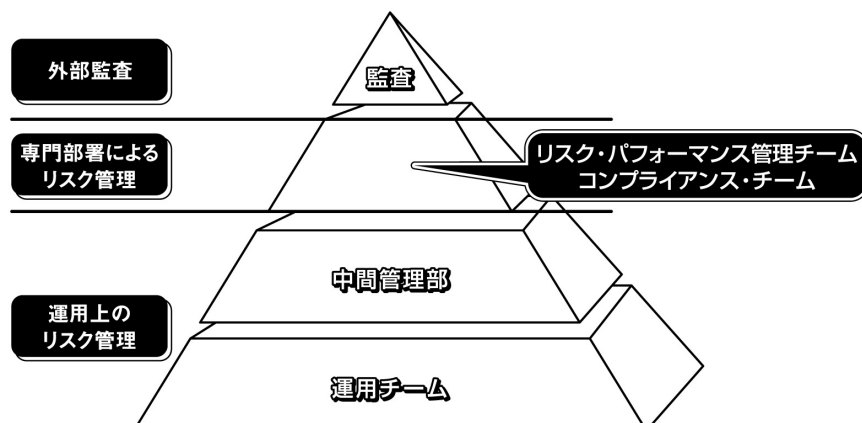 外部監査
監査
専門部署による
リスク管理
リスク・パフォーマンス管理チーム
コンプライアンス・チーム
中間管理部
運用上の
リスク管理
運用チーム